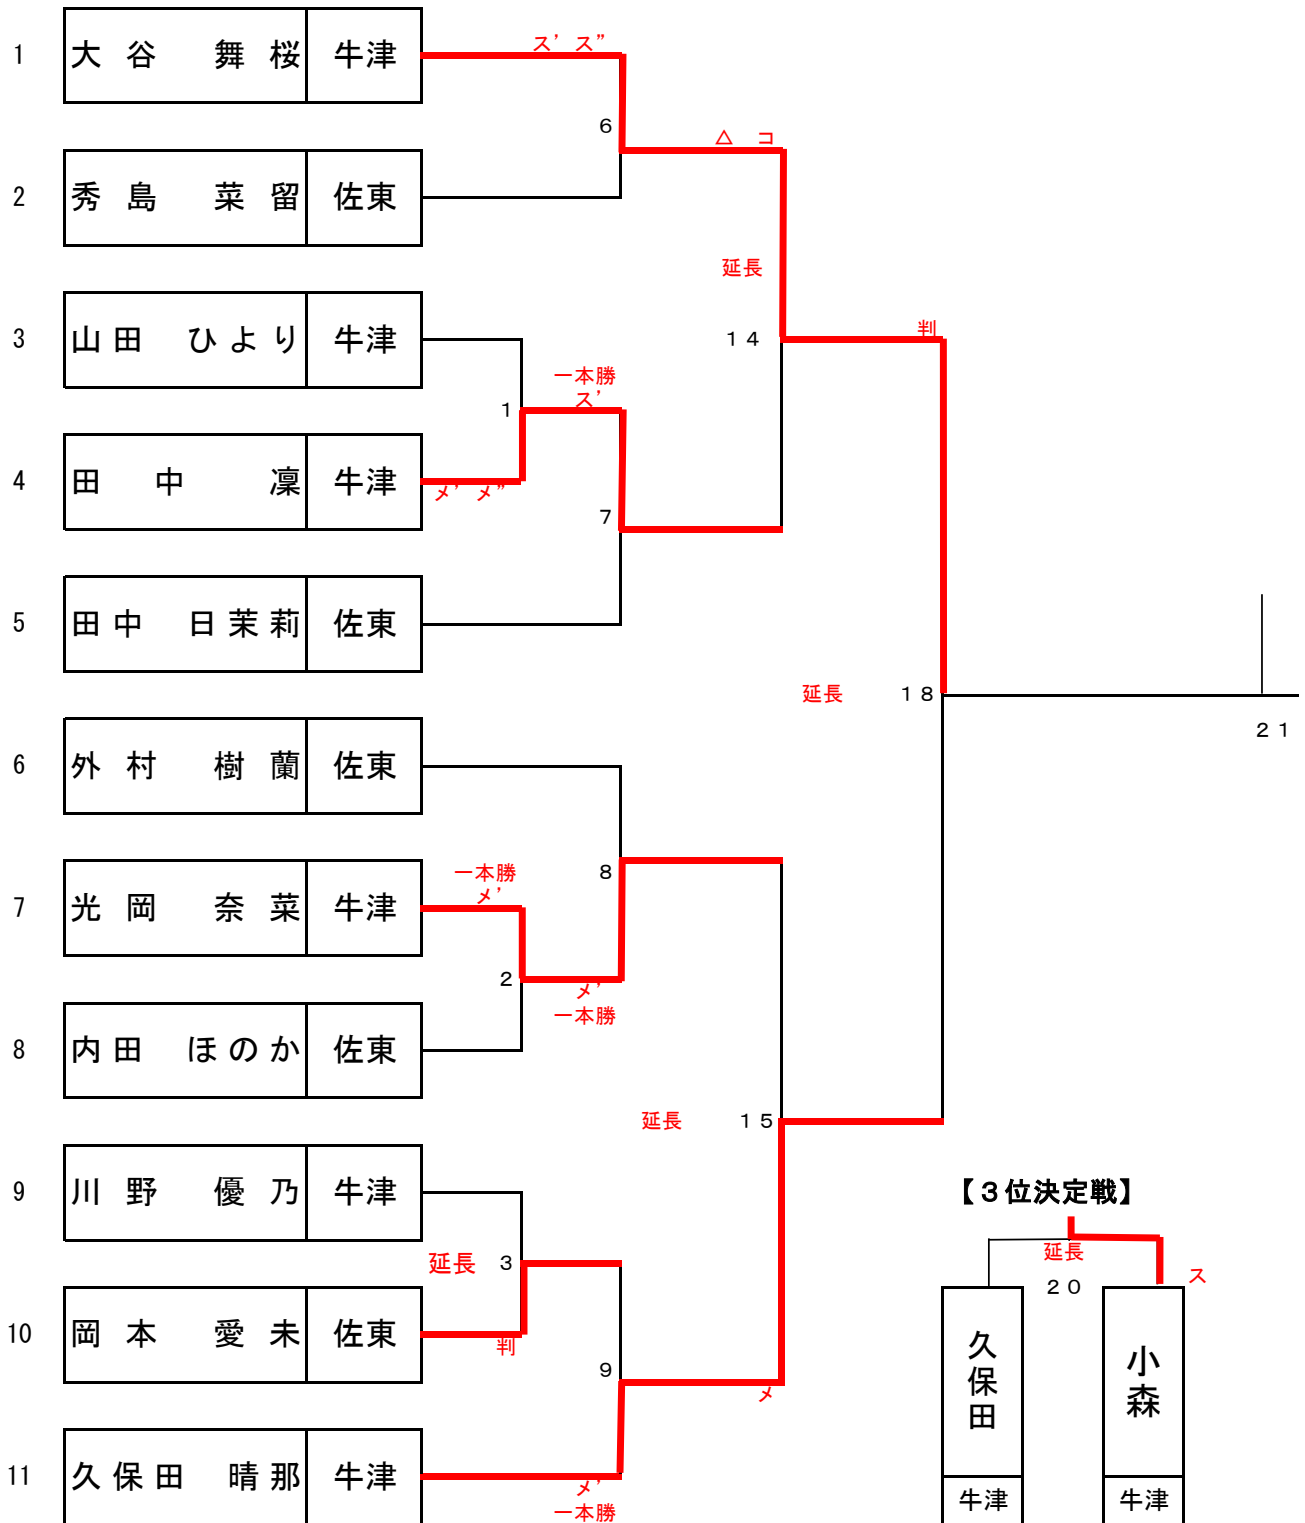 1 大谷 舞桜 牛津
ス’ ス”
6
△ コ
2 秀島 菜留 佐東
延長
3 山田 ひより 牛津
14
判
一本勝
ス’
1
4 田中 凜 牛津
メ’ メ”
7
5 田中 日茉莉 佐東
延長 18
21
6 外村 樹蘭 佐東
8
一本勝
メ’
7 光岡 奈菜 牛津
2
メ’
一本勝
8 内田 ほのか 佐東
延長 15
9 川野 優乃 牛津
延長 3
10 岡本 愛未 佐東
判
9
メ
11 久保田 晴那 牛津
メ’
一本勝
【３位決定戦】
延長
ス
20
久保田
牛津
小森
牛津